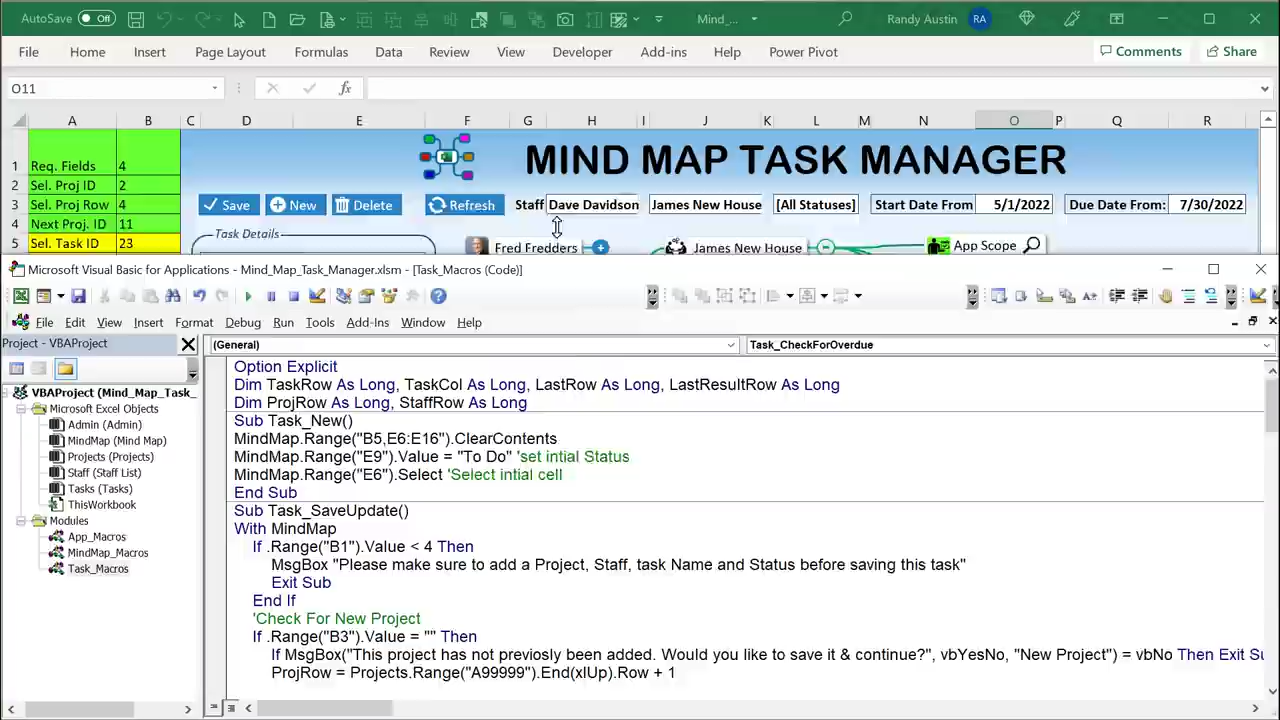 AutoSave Off Mind_... Randy Austin RA
File Home Insert Page Layout Formulas Data Review View Developer Add-ins Help Power Pivot Comments Share
O11 fx
A B C D E F G H I J K L M N O P Q R
1 Req. Fields 4 MIND MAP TASK MANAGER
2 Sel. Proj ID 2
3 Sel. Proj Row 4 Save New Delete Refresh Staff Dave Davidson James New House [All Statuses] Start Date From 5/1/2022 Due Date From: 7/30/2022
4 Next Proj. ID 11 Task Details
5 Sel. Task ID 23 Fred Fredders James New House App Scope
Microsoft Visual Basic for Applications - Mind_Map_Task_Manager.xlsm - [Task_Macros (Code)]
File Edit View Insert Format Debug Run Tools Add-Ins Window Help
Project - VBAProject
(General) Task_CheckForOverdue
VBAProject (Mind_Map_Task_
Microsoft Excel Objects
Admin (Admin)
MindMap (Mind Map)
Projects (Projects)
Staff (Staff List)
Tasks (Tasks)
ThisWorkbook
Modules
App_Macros
MindMap_Macros
Task_Macros
Option Explicit
Dim TaskRow As Long, TaskCol As Long, LastRow As Long, LastResultRow As Long
Dim ProjRow As Long, StaffRow As Long
Sub Task_New()
MindMap.Range("B5,E6:E16").ClearContents
MindMap.Range("E9").Value = "To Do" 'set intial Status
MindMap.Range("E6").Select 'Select intial cell
End Sub
Sub Task_SaveUpdate()
With MindMap
If .Range("B1").Value < 4 Then
MsgBox "Please make sure to add a Project, Staff, task Name and Status before saving this task"
Exit Sub
End If
'Check For New Project
If .Range("B3").Value = "" Then
If MsgBox("This project has not previosly been added. Would you like to save it & continue?", vbYesNo, "New Project") = vbNo Then Exit Su
ProjRow = Projects.Range("A99999").End(xlUp).Row + 1